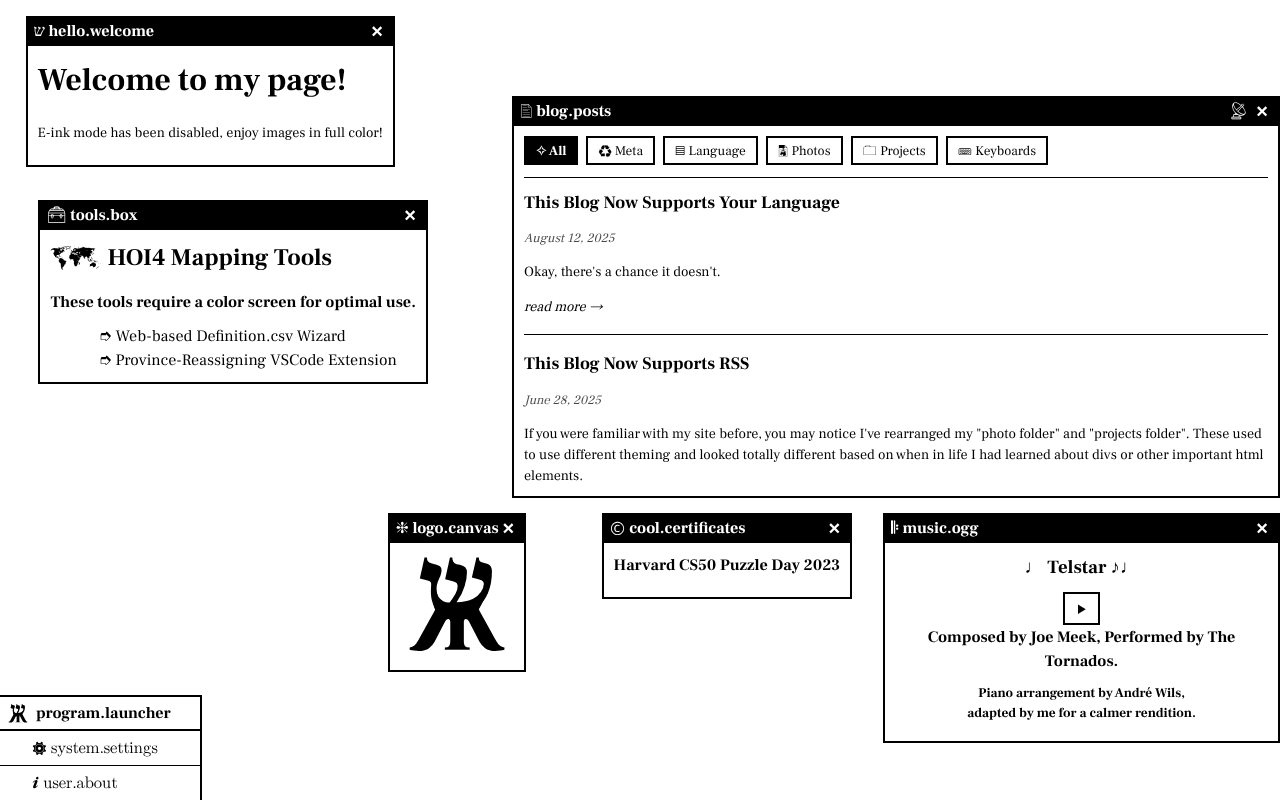 ש hello.welcome ✕
Welcome to my page!
E-ink mode has been disabled, enjoy images in full color!
tools.box ✕
HOI4 Mapping Tools
These tools require a color screen for optimal use.
➮ Web-based Definition.csv Wizard
➮ Province-Reassigning VSCode Extension
blog.posts ✕
✧ All
Meta
Language
Photos
Projects
Keyboards
This Blog Now Supports Your Language
August 12, 2025
Okay, there's a chance it doesn't.
read more →
This Blog Now Supports RSS
June 28, 2025
If you were familiar with my site before, you may notice I've rearranged my "photo folder" and "projects folder". These used
to use different theming and looked totally different based on when in life I had learned about divs or other important html
elements.
logo.canvas ✕
© cool.certificates ✕
Harvard CS50 Puzzle Day 2023
music.ogg ✕
♩ Telstar ♪♩
Composed by Joe Meek, Performed by The
Tornados.
Piano arrangement by André Wils,
adapted by me for a calmer rendition.
program.launcher
system.settings
i user.about